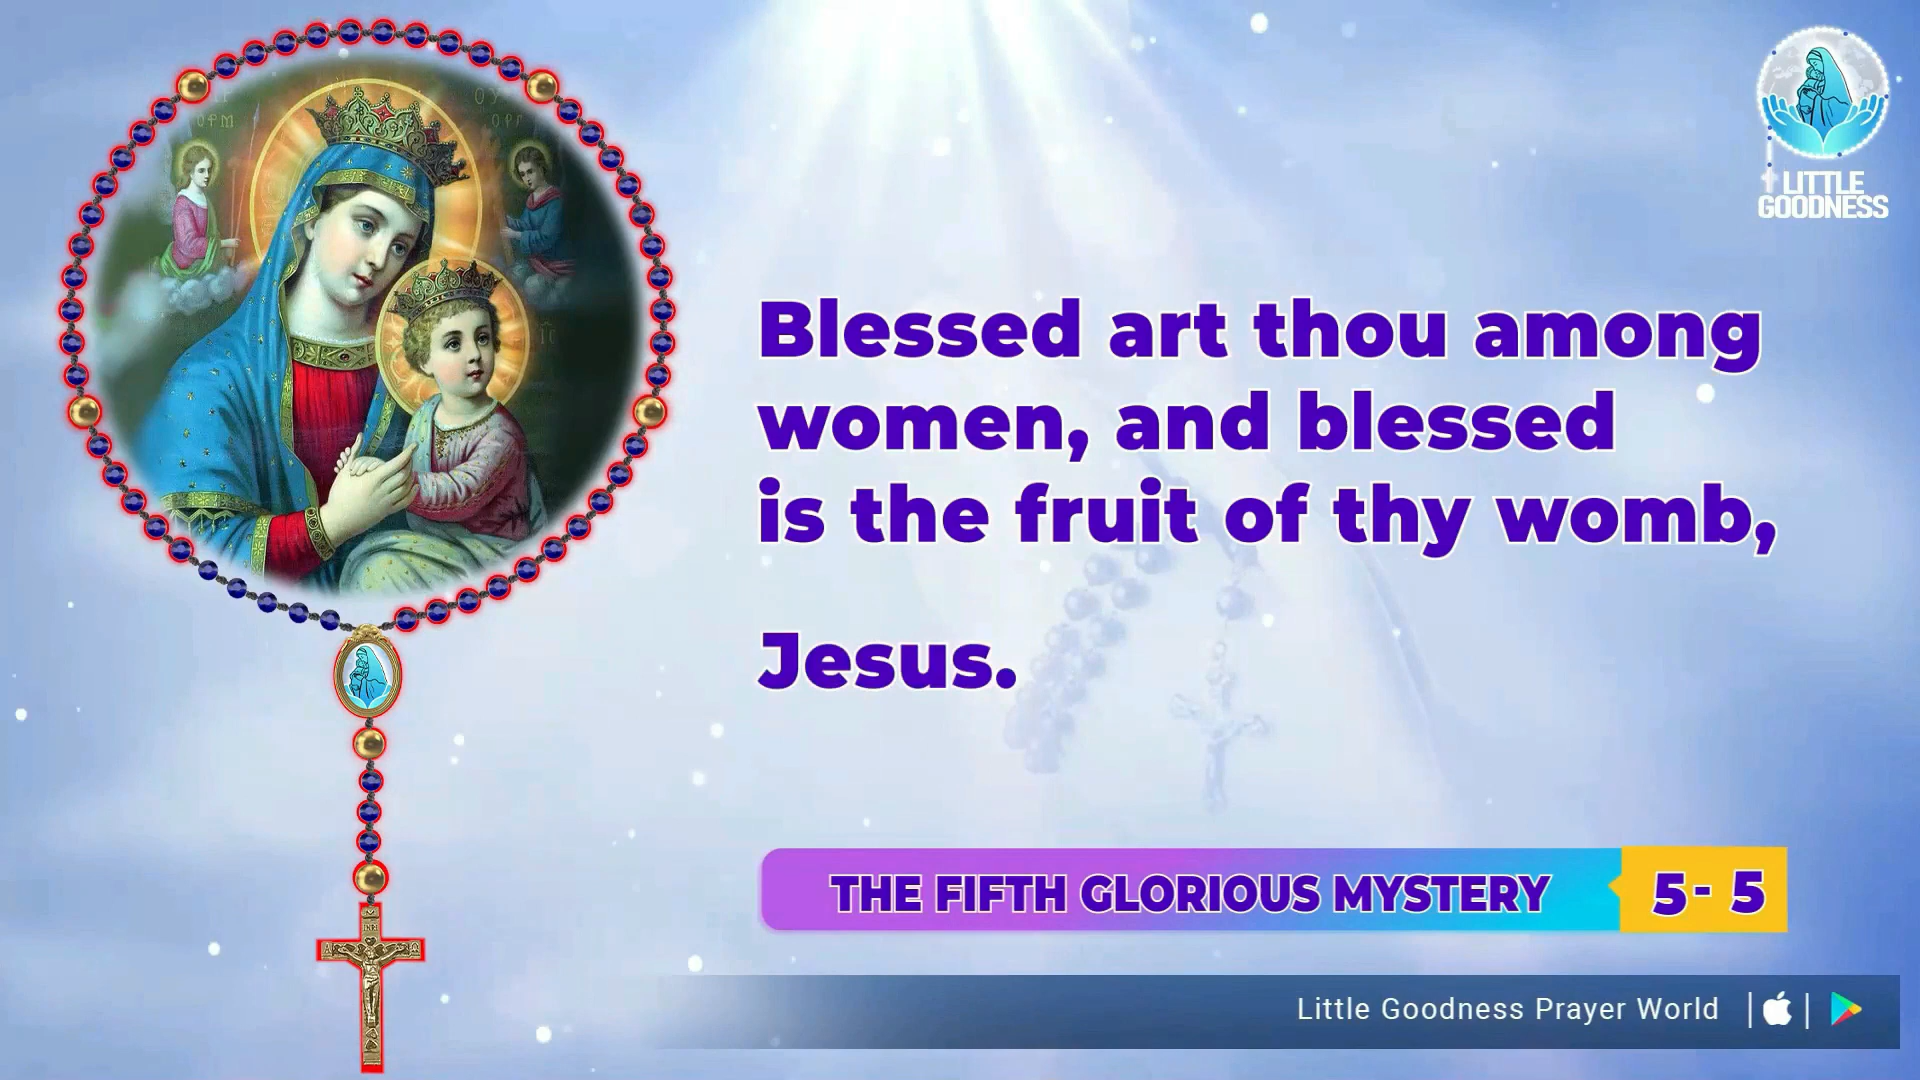 LITTLE
GOODNESS
Blessed art thou among
women, and blessed
is the fruit of thy womb,
Jesus.
THE FIFTH GLORIOUS MYSTERY 5 - 5
Little Goodness Prayer World
INRI